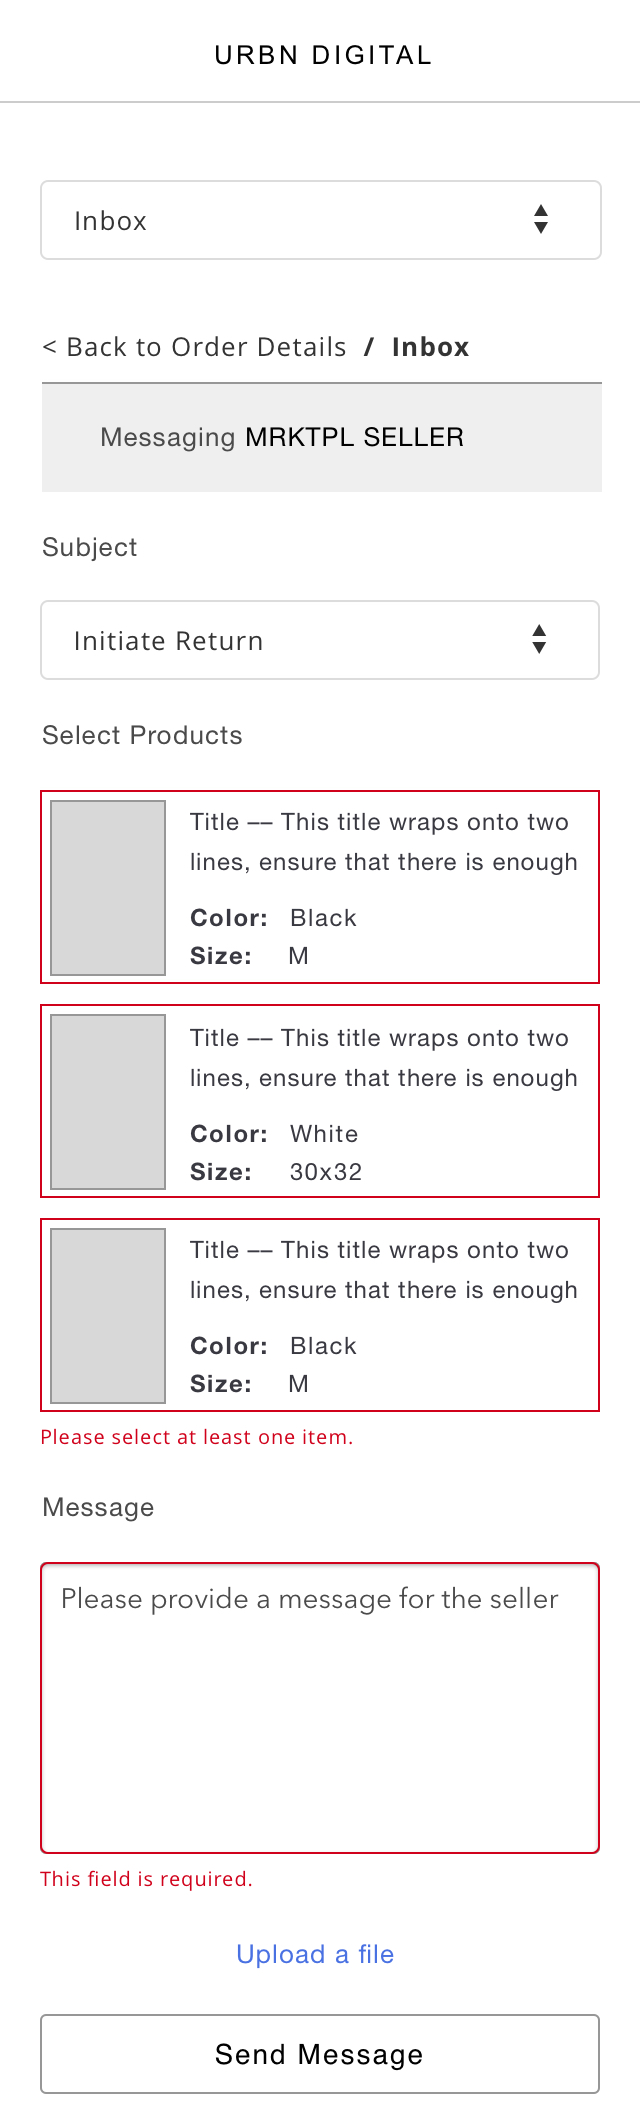 URBN DIGITAL
Inbox
< Back to Order Details / Inbox
Messaging MRKTPL SELLER
Subject
Initiate Return
Select Products
Title –– This title wraps onto two
lines, ensure that there is enough
Color: Black
Size: M
Title –– This title wraps onto two
lines, ensure that there is enough
Color: White
Size: 30x32
Title –– This title wraps onto two
lines, ensure that there is enough
Color: Black
Size: M
Please select at least one item.
Message
Please provide a message for the seller
This field is required.
Upload a file
Send Message